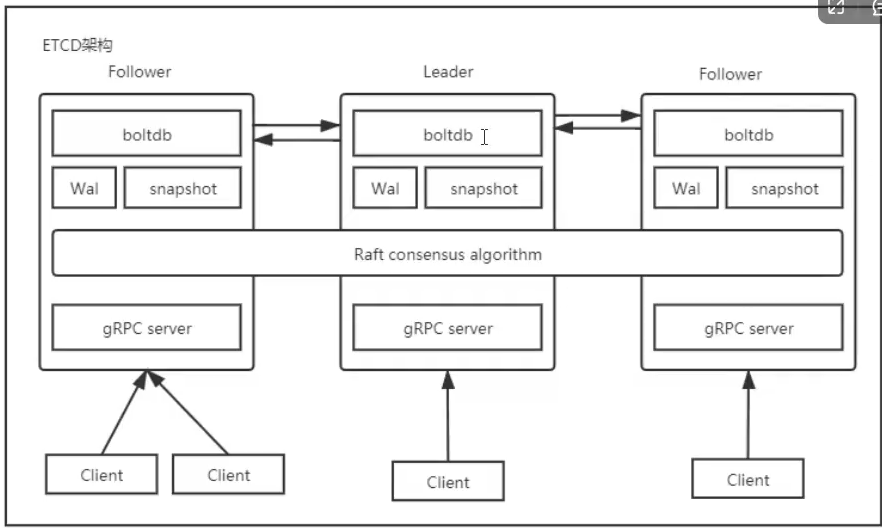 ETCD架构
Follower
Leader
Follower
boltdb
boltdb
boltdb
Wal
snapshot
Wal
snapshot
Wal
snapshot
Raft consensus algorithm
gRPC server
gRPC server
gRPC server
Client
Client
Client
Client